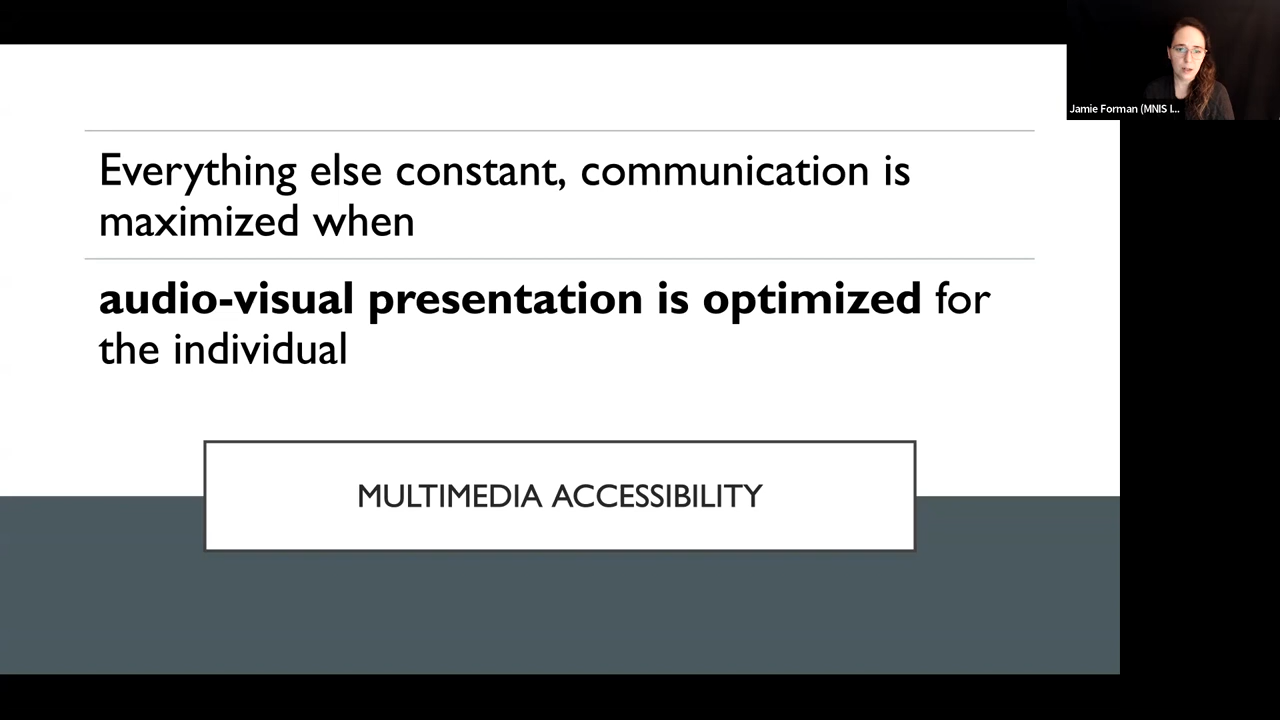 Jamie Forman (MNIS I...
Everything else constant, communication is
maximized when
audio-visual presentation is optimized for
the individual
MULTIMEDIA ACCESSIBILITY